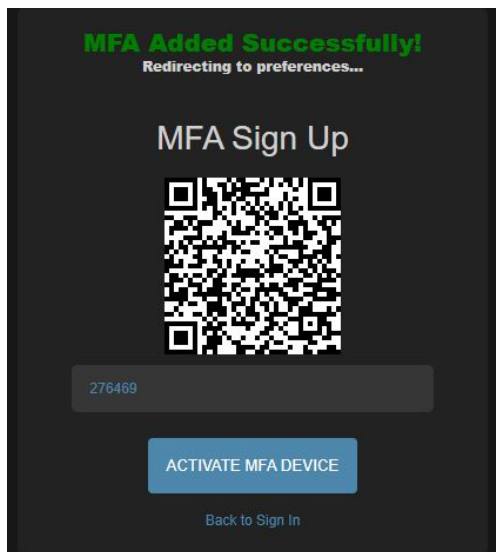 MFA Added Successfully!
Redirecting to preferences...
MFA Sign Up
276469
ACTIVATE MFA DEVICE
Back to Sign In